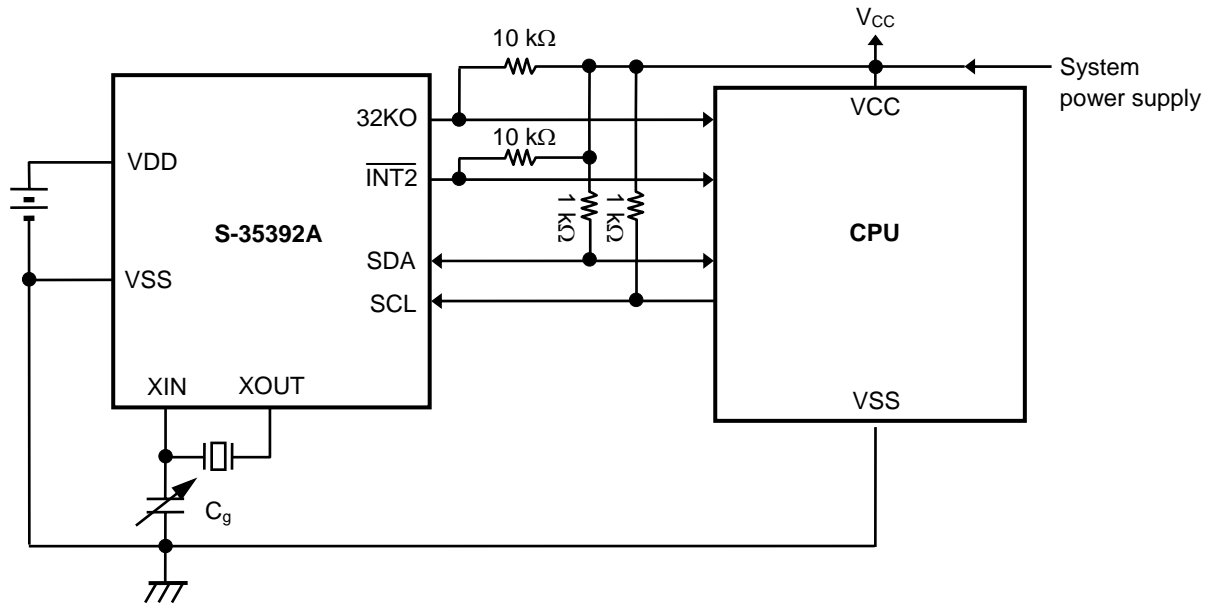 VCC
10 kΩ
System
power supply
32KO
VCC
10 kΩ
VDD
INT2
1 kΩ
1 kΩ
S-35392A
CPU
SDA
VSS
SCL
XIN
XOUT
VSS
Cg